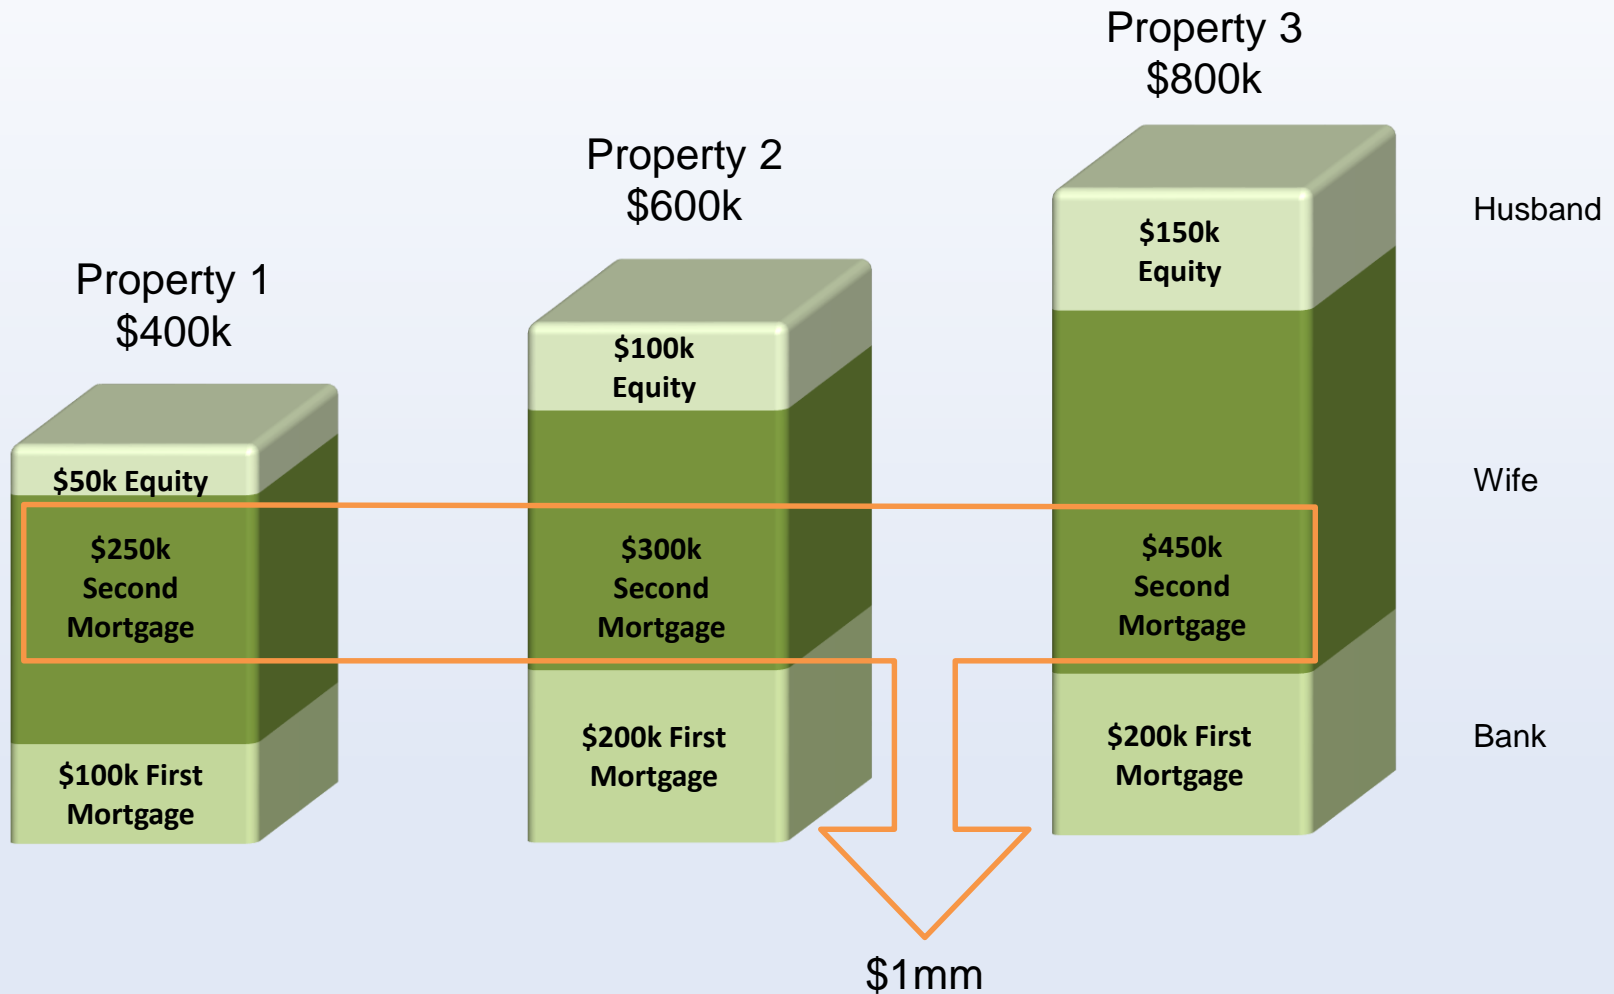 Property 1
$400k
$50k Equity
$250k
Second
Mortgage
$100k First
Mortgage
Property 2
$600k
$100k
Equity
$300k
Second
Mortgage
$200k First
Mortgage
Property 3
$800k
$150k
Equity
$450k
Second
Mortgage
$200k First
Mortgage
Husband
Wife
Bank
$1mm